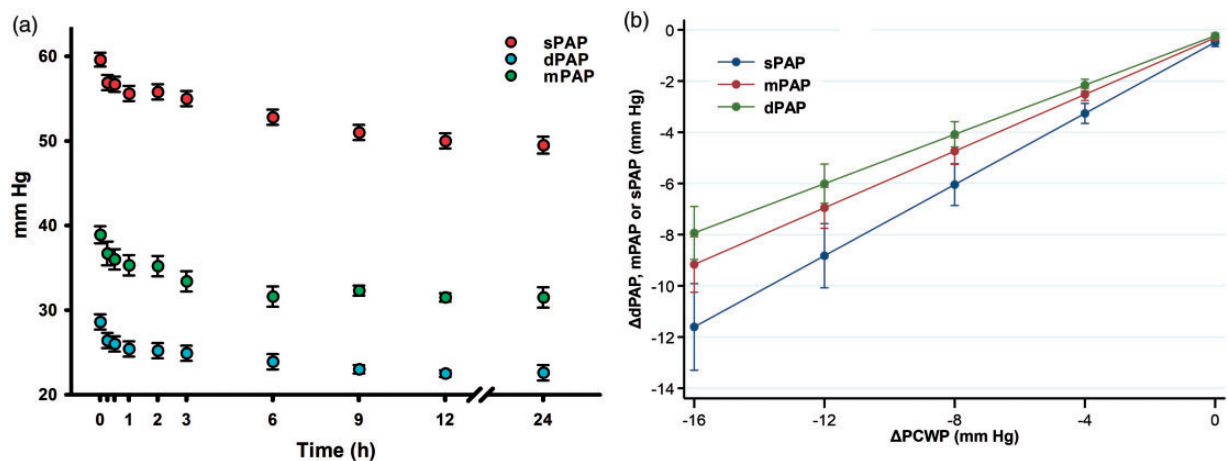 (a)
sPAP
dPAP
mPAP
60
50
40
30
20
mm Hg
0 1 2 3 6 9 12 24
Time (h)
(b)
sPAP
mPAP
dPAP
0
-2
-4
-6
-8
-10
-12
-14
ΔdPAP, mPAP or sPAP (mm Hg)
-16 -12 -8 -4 0
ΔPCWP (mm Hg)